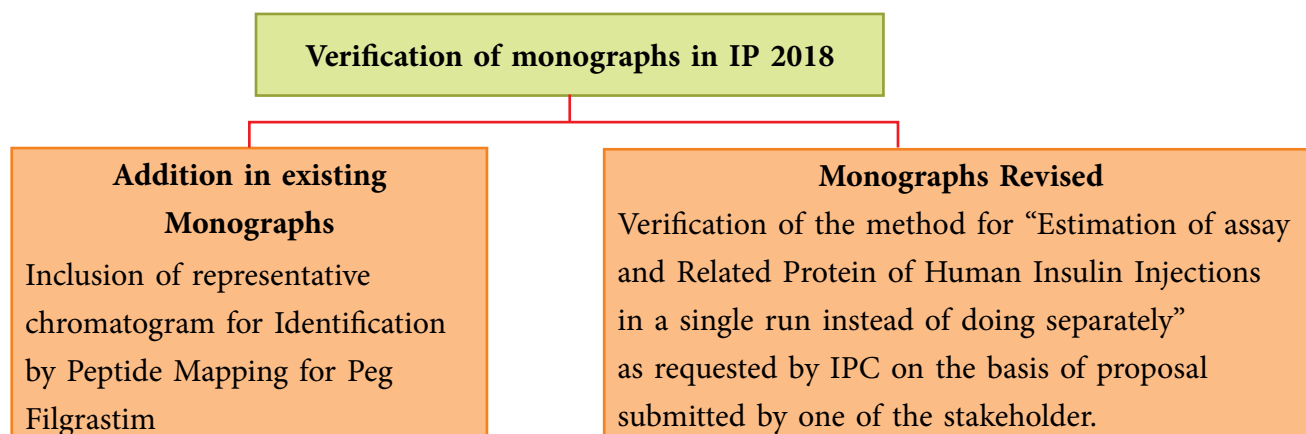 Verification of monographs in IP 2018
Addition in existing
Monographs
Inclusion of representative
chromatogram for Identification
by Peptide Mapping for Peg
Filgrastim
Monographs Revised
Verification of the method for “Estimation of assay
and Related Protein of Human Insulin Injections
in a single run instead of doing separately”
as requested by IPC on the basis of proposal
submitted by one of the stakeholder.